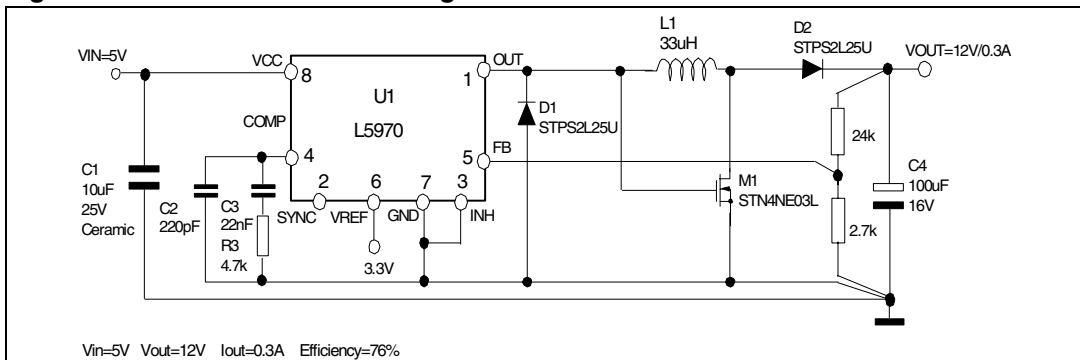 L1
33uH
D2
STPS2L25U
VIN=5V
VCC
8
OUT
1
VOUT=12V/0.3A
U1
L5970
D1
STPS2L25U
24k
COMP
4
FB
5
C1
10uF
25V
Ceramic
C2
220pF
C3
22nF
R3
4.7k
2
6
7
3
SYNC
VREF
GND
INH
3.3V
M1
STN4NE03L
C4
100uF
16V
2.7k
Vin=5V Vout=12V Iout=0.3A Efficiency=76%